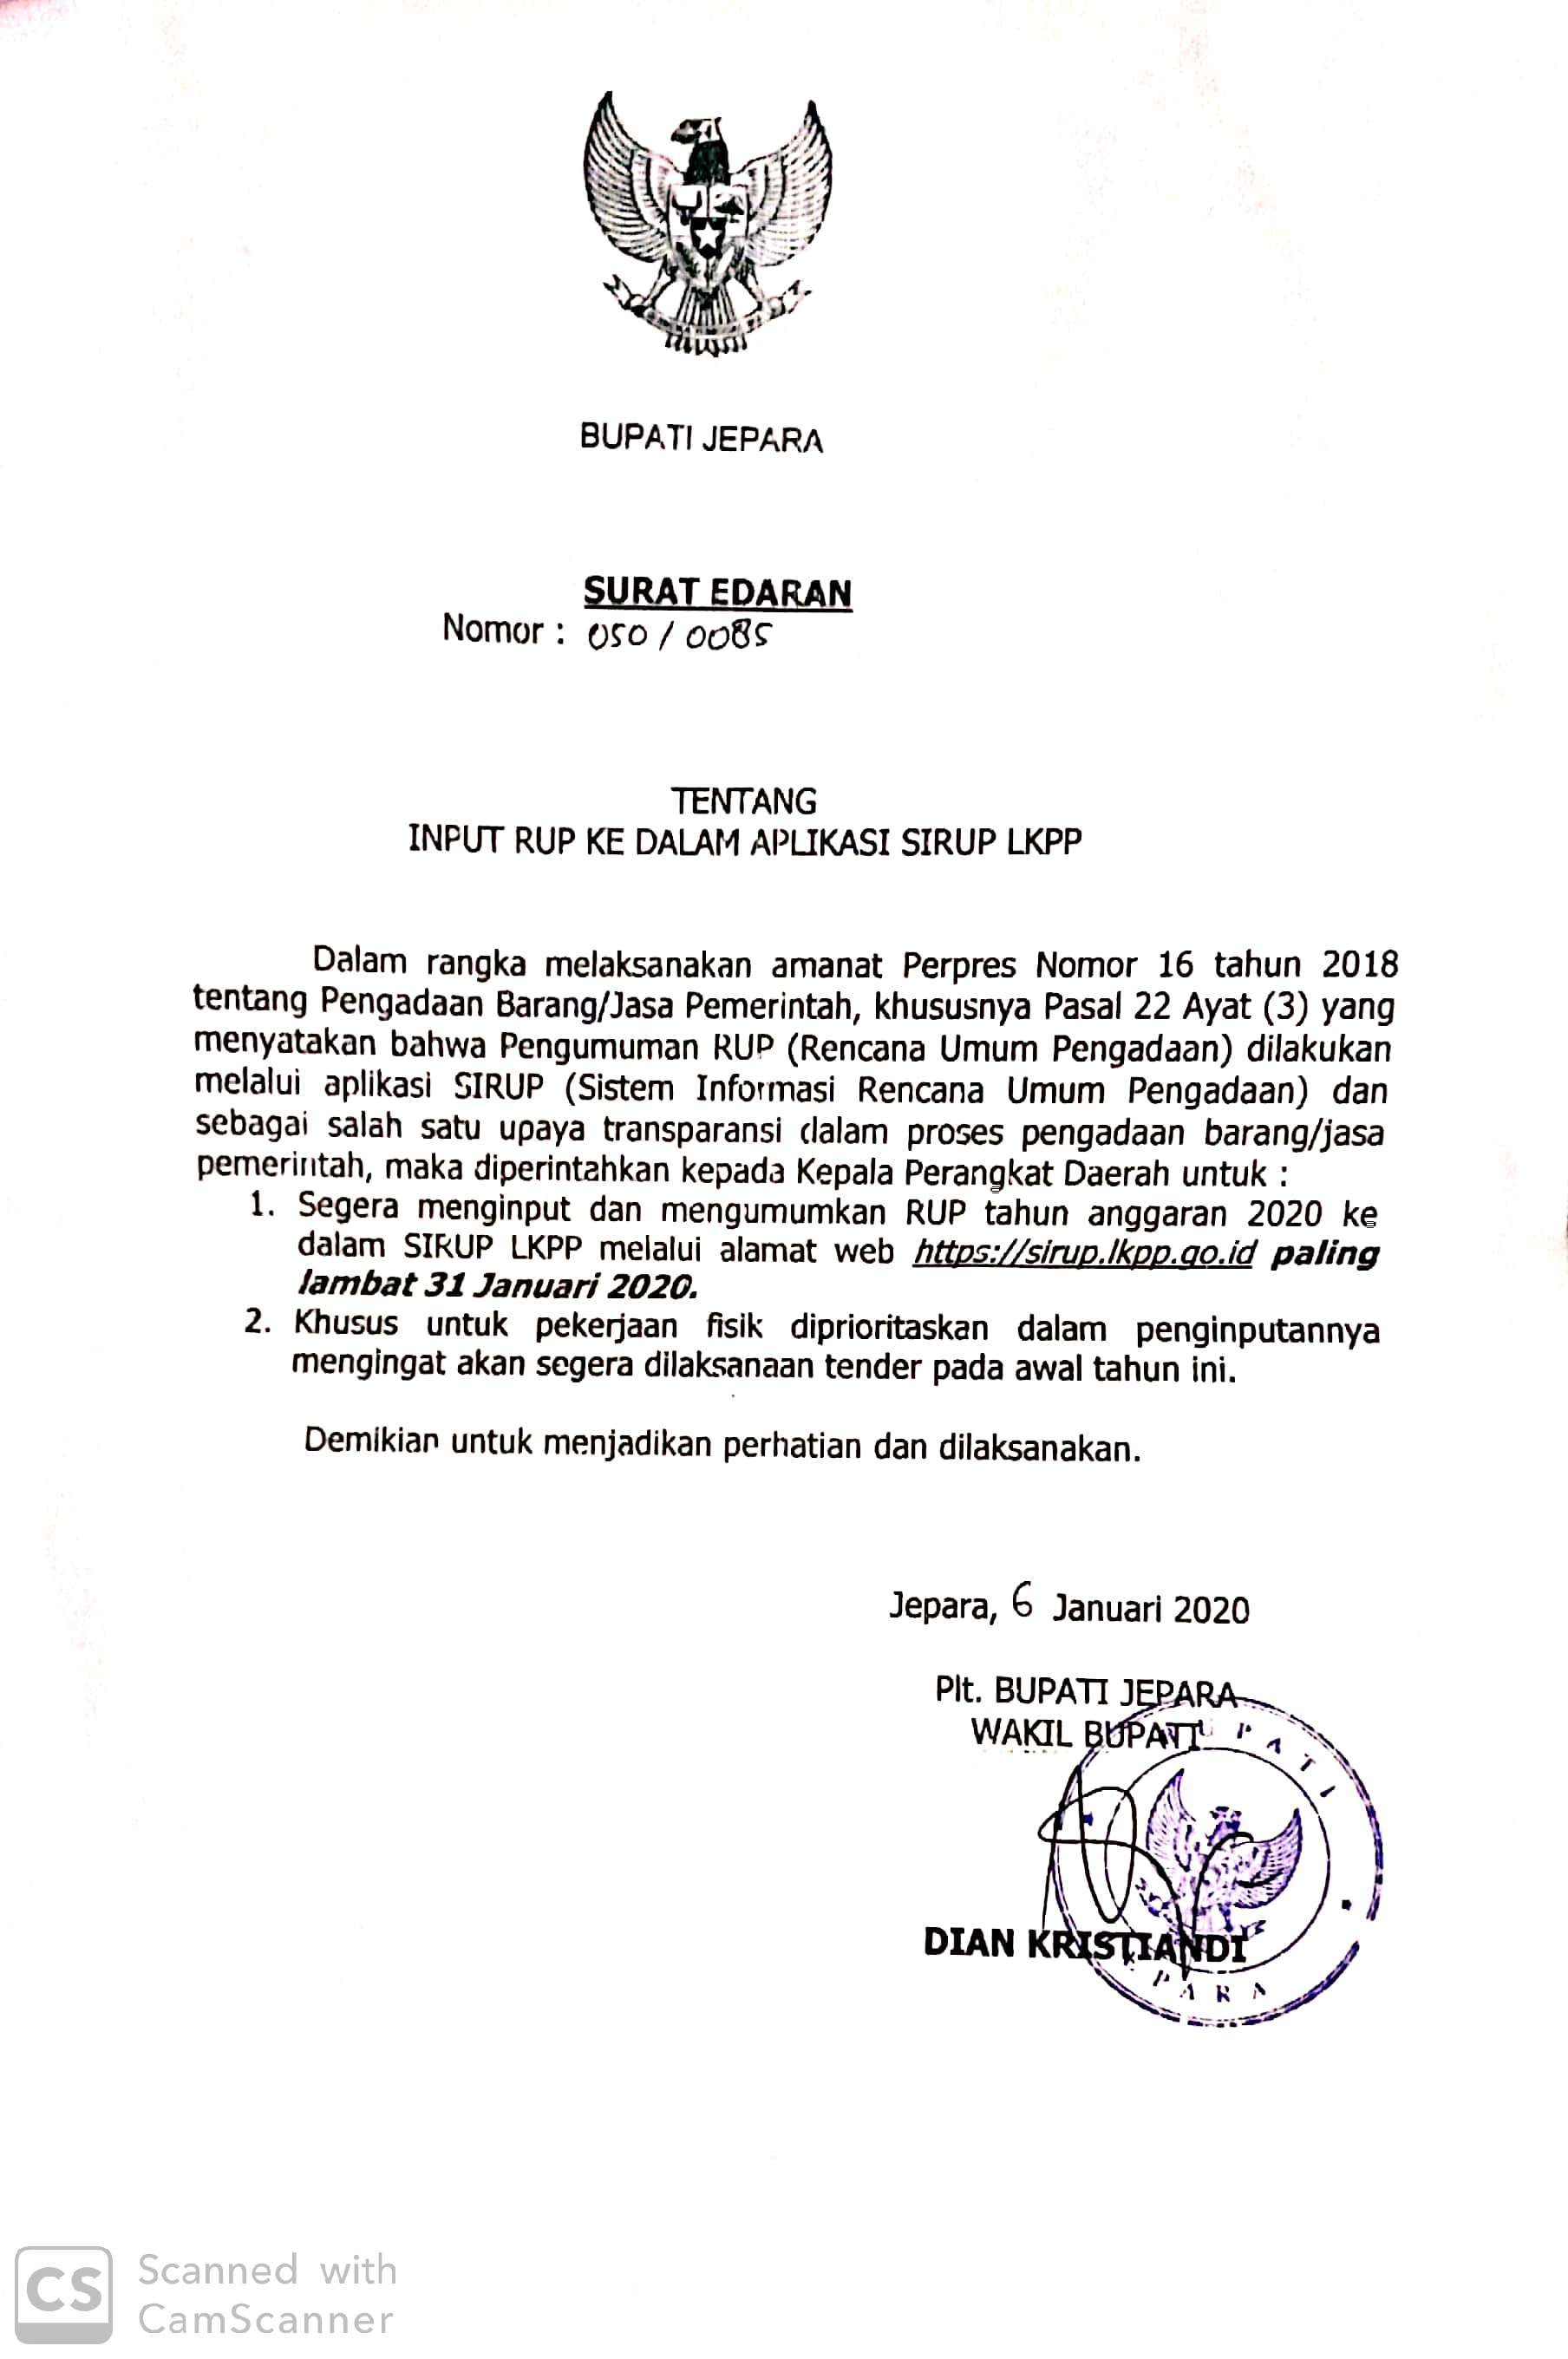 BUPATI JEPARA
SURAT EDARAN
Nomor : 050 / 0085
TENTANG
INPUT RUP KE DALAM APLIKASI SIRUP LKPP
Dalam rangka melaksanakan amanat Perpres Nomor 16 tahun 2018
tentang Pengadaan Barang/Jasa Pemerintah, khususnya Pasal 22 Ayat (3) yang
menyatakan bahwa Pengumuman RUP (Rencana Umum Pengadaan) dilakukan
melalui aplikasi SIRUP (Sistem Informasi Rencana Umum Pengadaan) dan
sebagai salah satu upaya transparansi dalam proses pengadaan barang/jasa
pemerintah, maka diperintahkan kepada Kepala Perangkat Daerah untuk :
1. Segera menginput dan mengumumkan RUP tahun anggaran 2020 ke
dalam SIRUP LKPP melalui alamat web https://sirup.lkpp.go.id paling
lambat 31 Januari 2020.
2. Khusus untuk pekerjaan fisik diprioritaskan dalam penginputannya
mengingat akan segera dilaksanaan tender pada awal tahun ini.
Demikian untuk menjadikan perhatian dan dilaksanakan.
Jepara, 6 Januari 2020
Plt. BUPATI JEPARA
WAKIL BUPATI
DIAN KRISTIANDI
CS
Scanned with
CamScanner